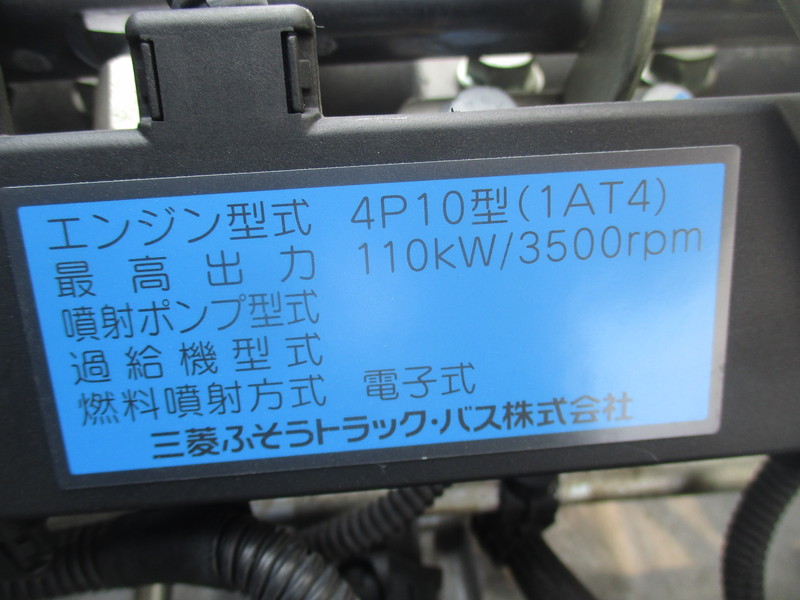 エンジン型式 4P10型(1AT4)
最高出力 110kW/3500rpm
噴射ポンプ型式
過給機型式
燃料噴射方式 電子式
三菱ふそうトラック・バス株式会社